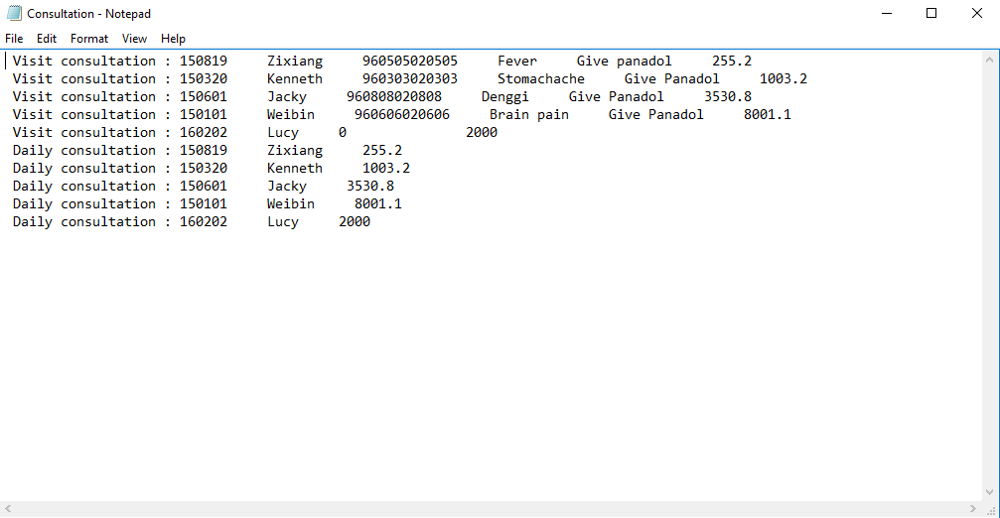 Consultation - Notepad
File Edit Format View Help
Visit consultation : 150819 Zixiang 960505020505 Fever Give panadol 255.2
Visit consultation : 150320 Kenneth 960303020303 Stomachache Give Panadol 1003.2
Visit consultation : 150601 Jacky 960808020808 Denggi Give Panadol 3530.8
Visit consultation : 150101 Weibin 960606020606 Brain pain Give Panadol 8001.1
Visit consultation : 160202 Lucy 0 2000
Daily consultation : 150819 Zixiang 255.2
Daily consultation : 150320 Kenneth 1003.2
Daily consultation : 150601 Jacky 3530.8
Daily consultation : 150101 Weibin 8001.1
Daily consultation : 160202 Lucy 2000